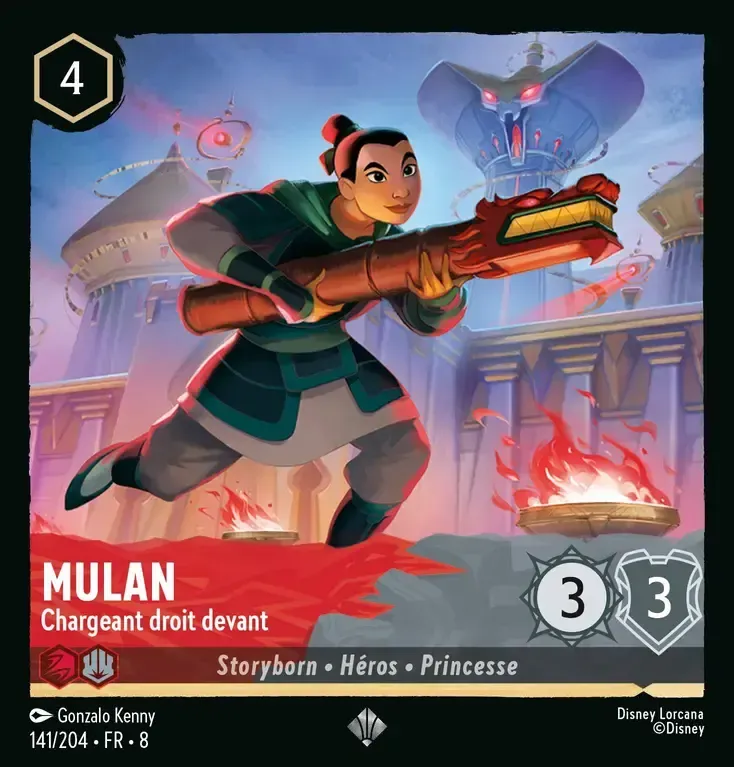 4
MULAN
Chargeant droit devant
3
3
Storyborn • Héros • Princesse
Gonzalo Kenny
Disney Lorcana
141/204 • FR • 8
©Disney